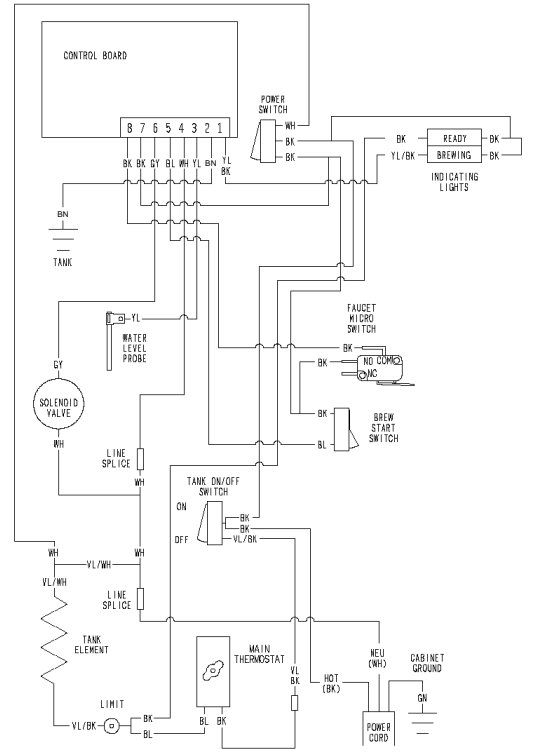 CONTROL BOARD
8 7 6 5 4 3 2 1
BK BK GY BL WH YL BN YL
BK
POWER
SWITCH
WH
BK
BK
BK
READY
BK
YL/BK
BREWING
BK
INDICATING
LIGHTS
BN
TANK
YL
WATER
LEVEL
PROBE
FAUCET
MICRO
SWITCH
BK
BK
NO COM
NC
GY
SOLENOID
VALVE
WH
BK
BL
BREW
START
SWITCH
LINE
SPLICE
WH
TANK ON/OFF
SWITCH
ON
OFF
BK
BK
VL/BK
WH
VL/WH
WH
VL/WH
LINE
SPLICE
TANK
ELEMENT
MAIN
THERMOSTAT
VL
BK
NEU
(WH)
HOT
(BK)
CABINET
GROUND
GN
POWER
CORD
LIMIT
VL/BK
BK
BL
BL
BK